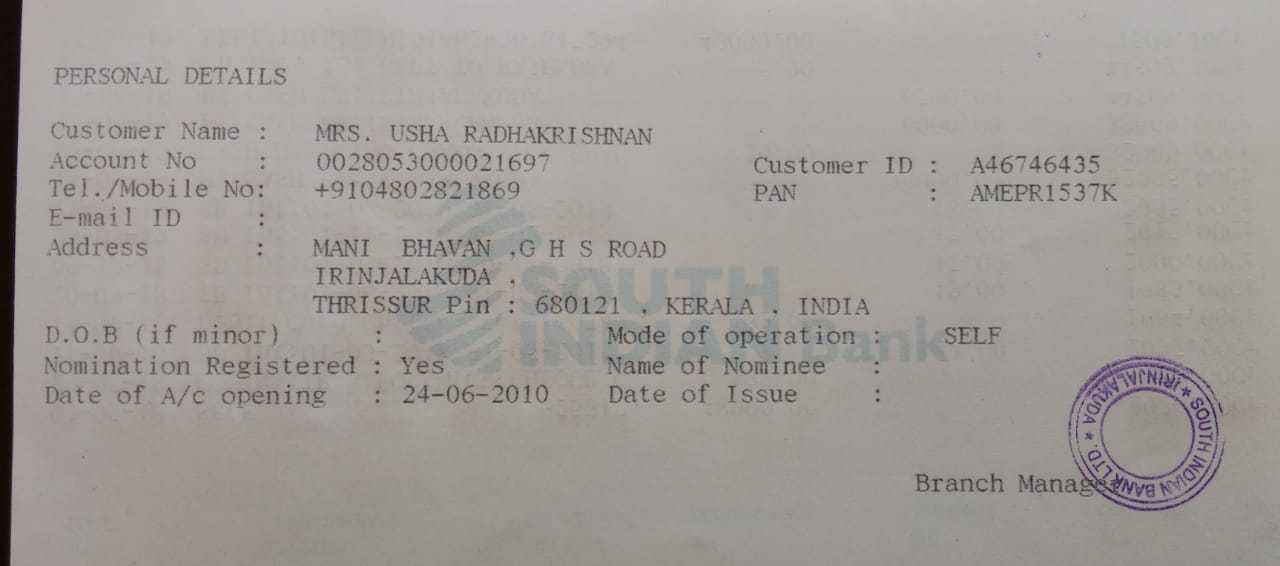 PERSONAL DETAILS
Customer Name : MRS. USHA RADHAKRISHNAN
Account No : 0028053000021697 Customer ID : A46746435
Tel./Mobile No: +9104802821869 PAN : AMEPR1537K
E-mail ID :
Address : MANI BHAVAN ,G H S ROAD
IRINJALAKUDA ,
THRISSUR Pin : 680121 , KERALA , INDIA
D.O.B (if minor) : Mode of operation : SELF
Nomination Registered : Yes Name of Nominee :
Date of A/c opening : 24-06-2010 Date of Issue :
Branch Manager
SOUTH
INDIAN Bank
SOUTH INDIAN BANK LTD. * IRINJALAKUDA *